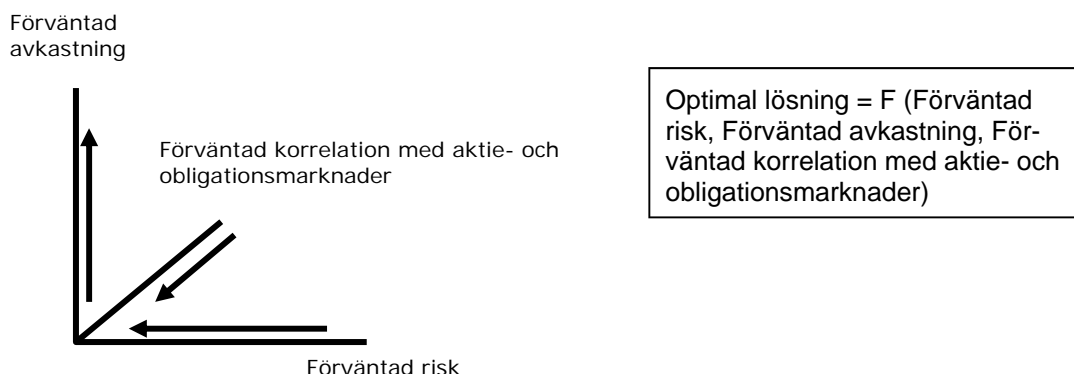 Förväntad
avkastning
Förväntad korrelation med aktie- och
obligationsmarknader
Förväntad risk
Optimal lösning = F (Förväntad
risk, Förväntad avkastning, För-
väntad korrelation med aktie- och
obligationsmarknader)